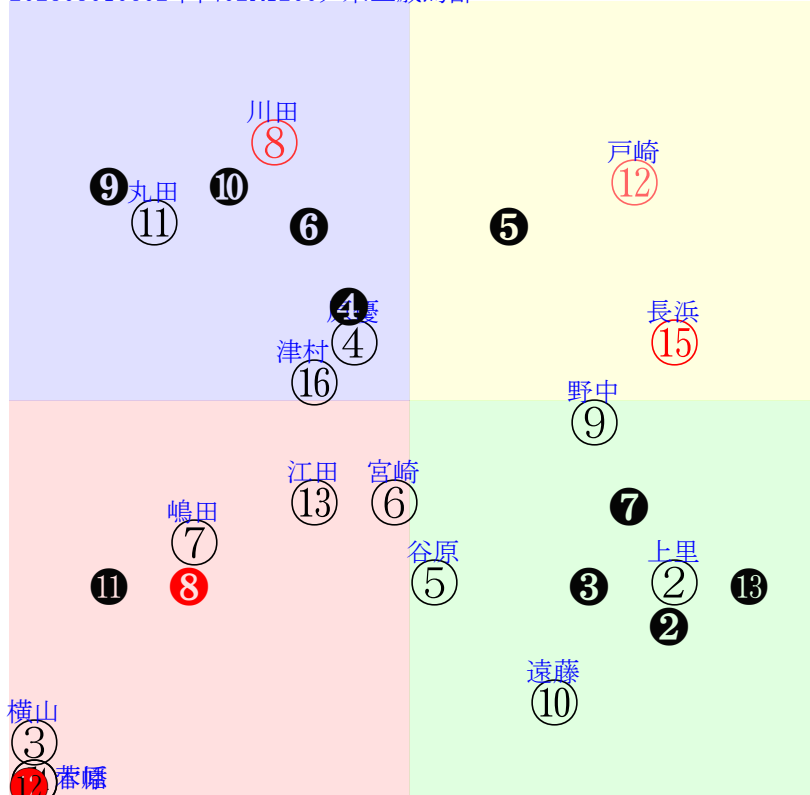 川田
⑧
戸崎
⑫
❾
丸田
⑪
❿
❻
❺
❹
④
長浜
⑮
津村
⑯
野中
⑨
江田
⑬
宮崎
⑥
嶋田
⑦
❼
谷原
⑤
上里
②
⓫
❽
❸
⓭
❷
遠藤
⑩
横山
③
⓬